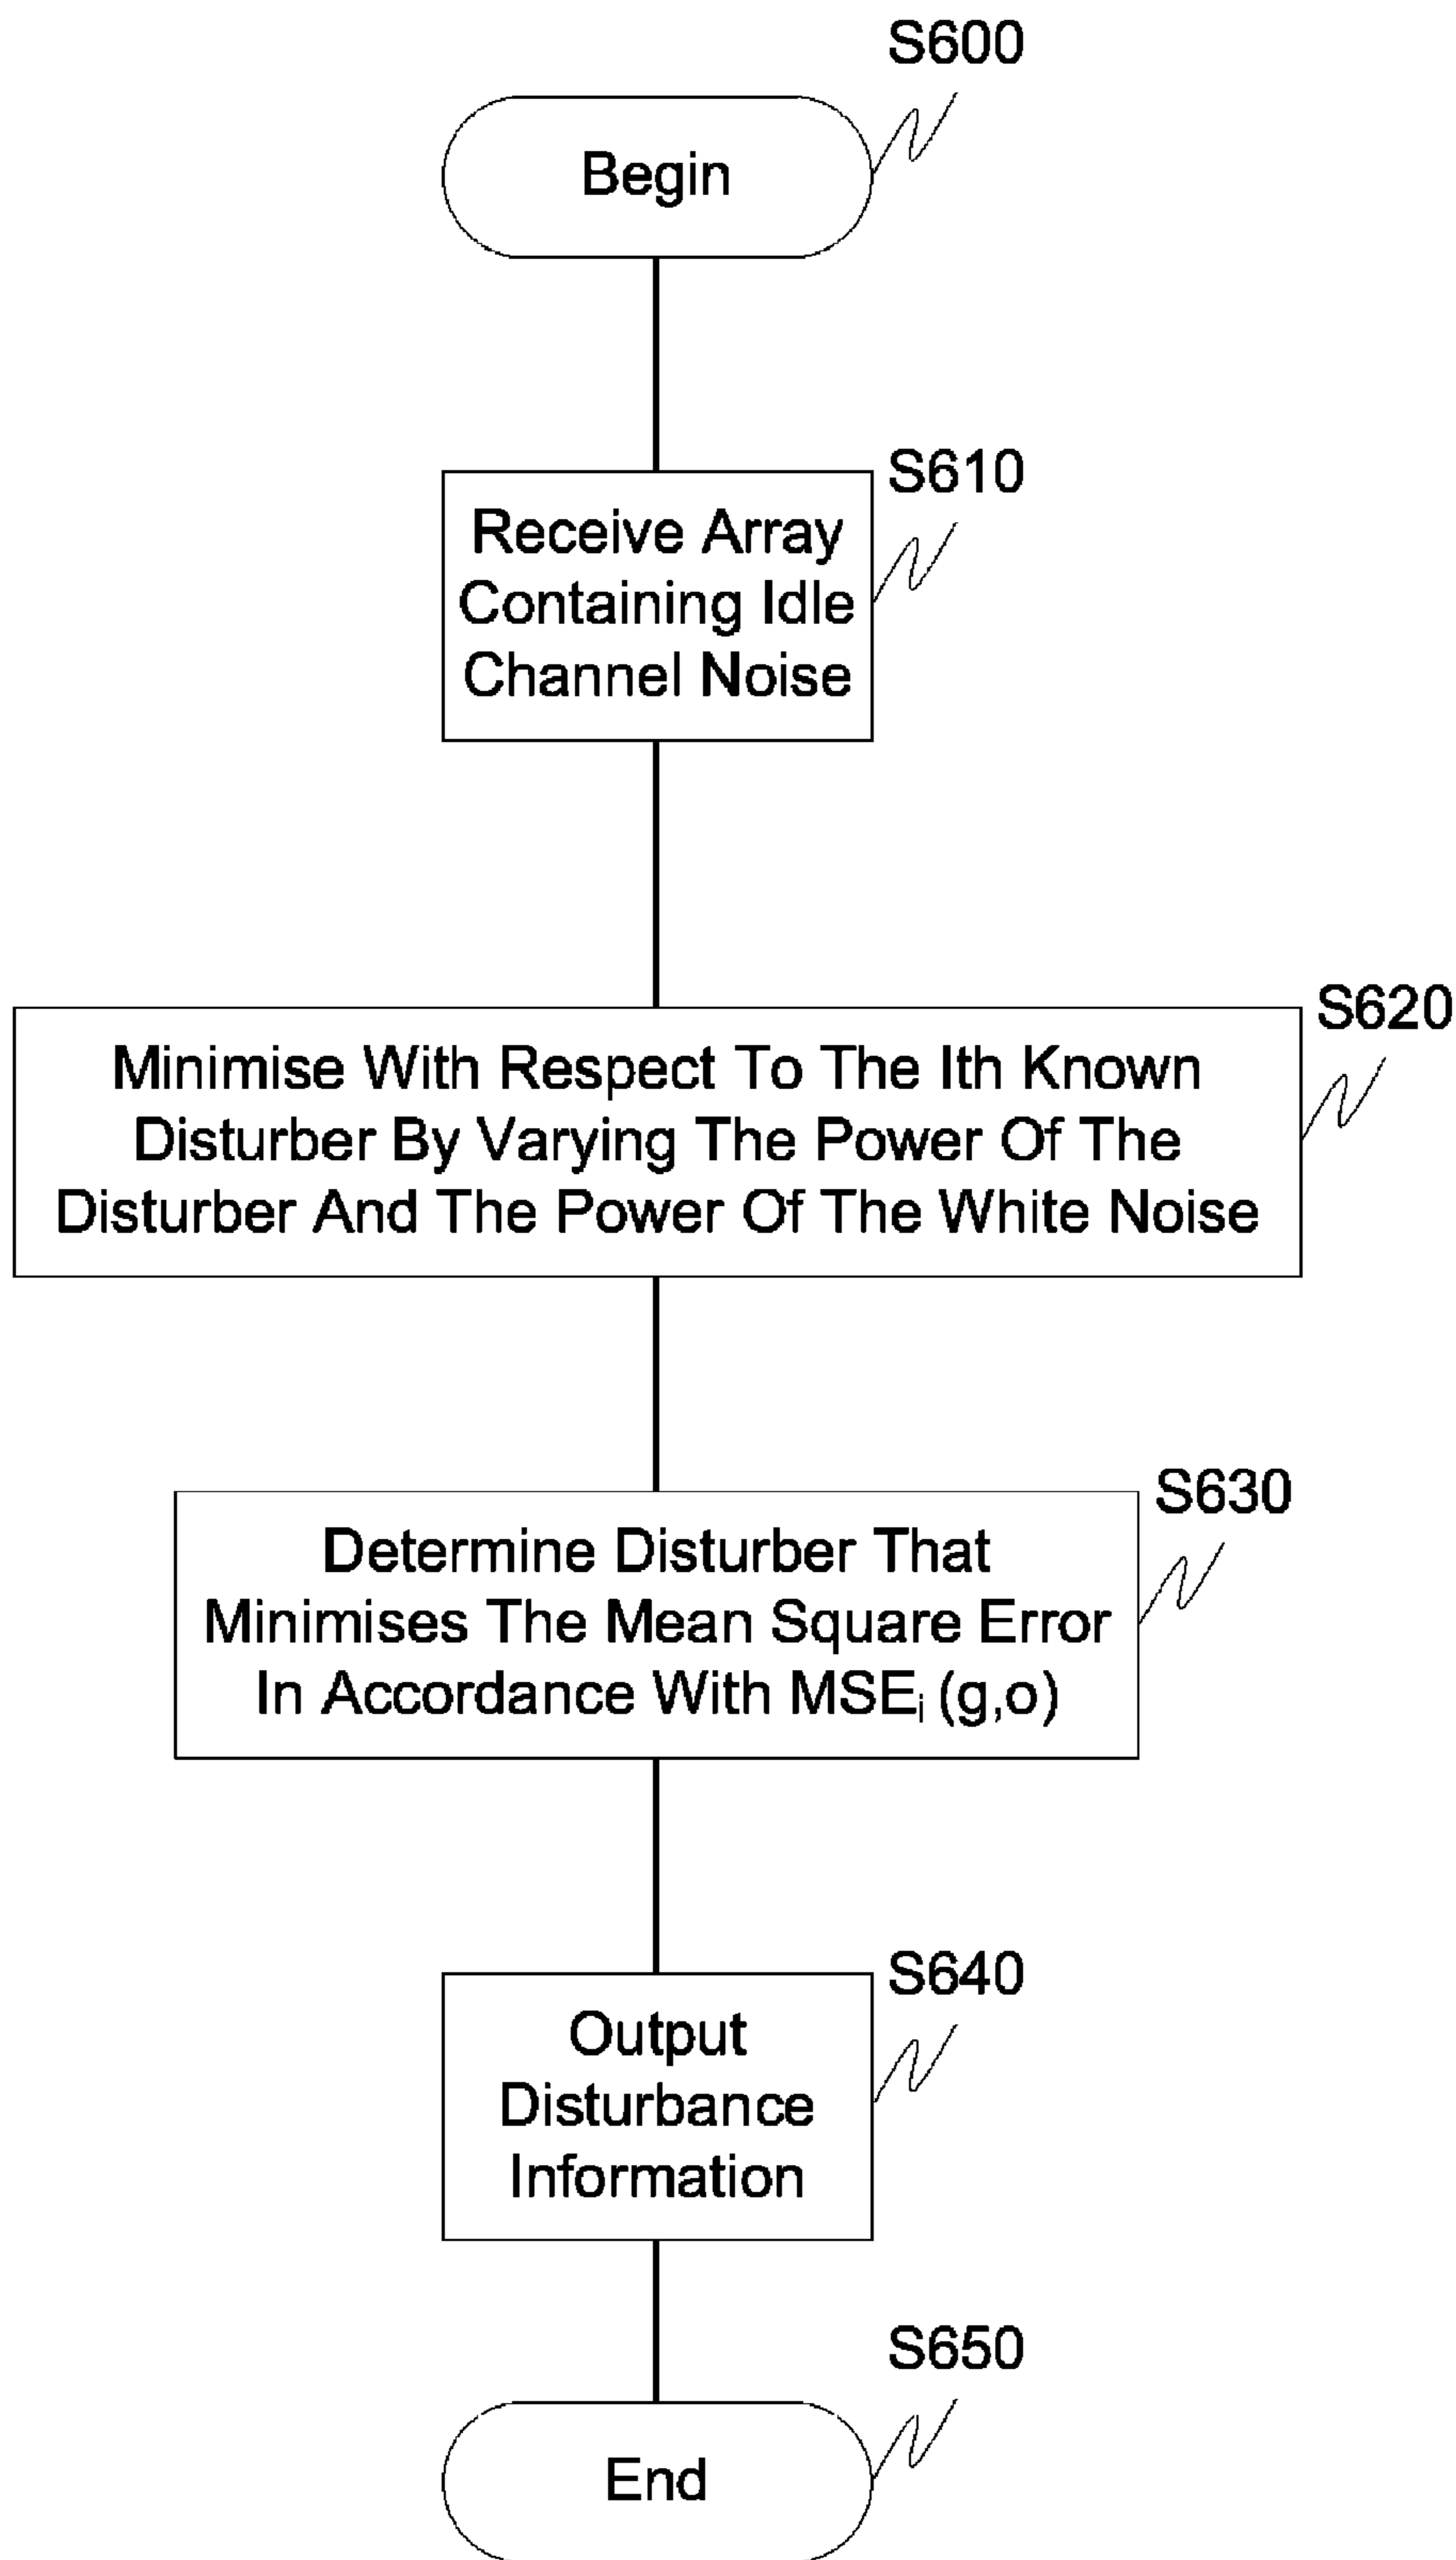 S600
Begin
S610
Receive Array
Containing Idle
Channel Noise
S620
Minimise With Respect To The Ith Known
Disturber By Varying The Power Of The
Disturber And The Power Of The White Noise
S630
Determine Disturber That
Minimises The Mean Square Error
In Accordance With MSEᵢ (g,o)
S640
Output
Disturbance
Information
S650
End